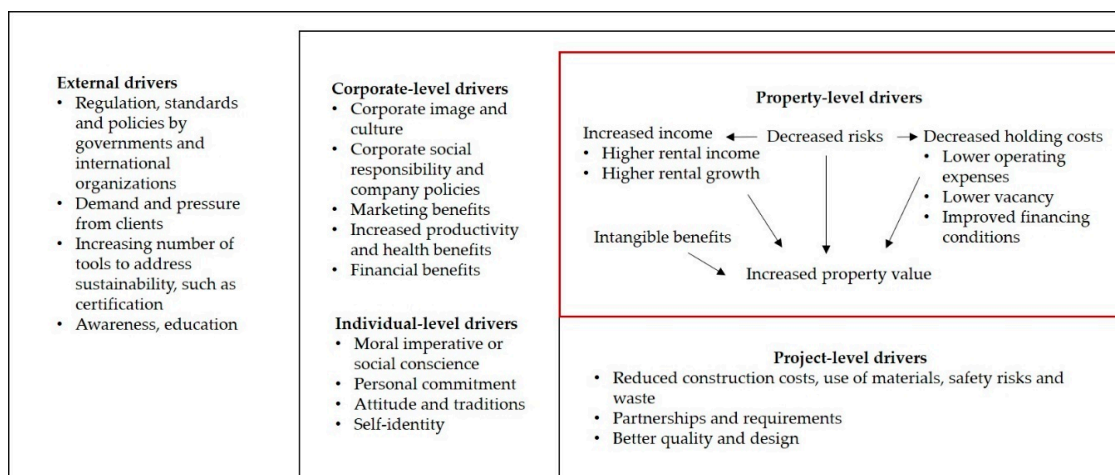 External drivers
• Regulation, standards
and policies by
governments and
international
organizations
• Demand and pressure
from clients
• Increasing number of
tools to address
sustainability, such as
certification
• Awareness, education
Corporate-level drivers
• Corporate image and
culture
• Corporate social
responsibility and
company policies
• Marketing benefits
• Increased productivity
and health benefits
• Financial benefits
Individual-level drivers
• Moral imperative or
social conscience
• Personal commitment
• Attitude and traditions
• Self-identity
Property-level drivers
Increased income
• Higher rental income
• Higher rental growth
Decreased risks
Decreased holding costs
• Lower operating
expenses
• Lower vacancy
• Improved financing
conditions
Intangible benefits
Increased property value
Project-level drivers
• Reduced construction costs, use of materials, safety risks and
waste
• Partnerships and requirements
• Better quality and design